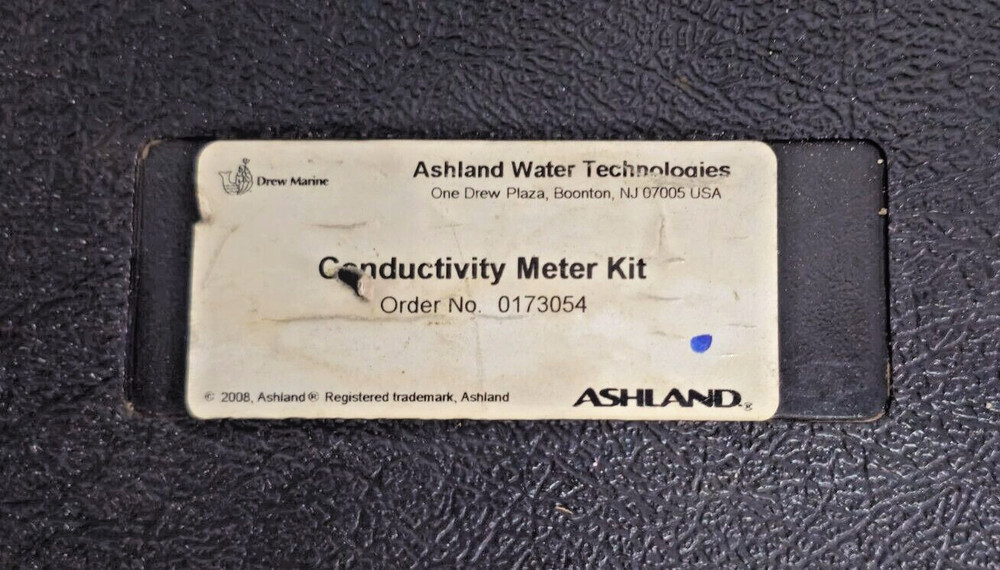 Drew Marine
Ashland Water Technologies
One Drew Plaza, Boonton, NJ 07005 USA
Conductivity Meter Kit
Order No. 0173054
© 2008, Ashland ® Registered trademark, Ashland
ASHLAND®